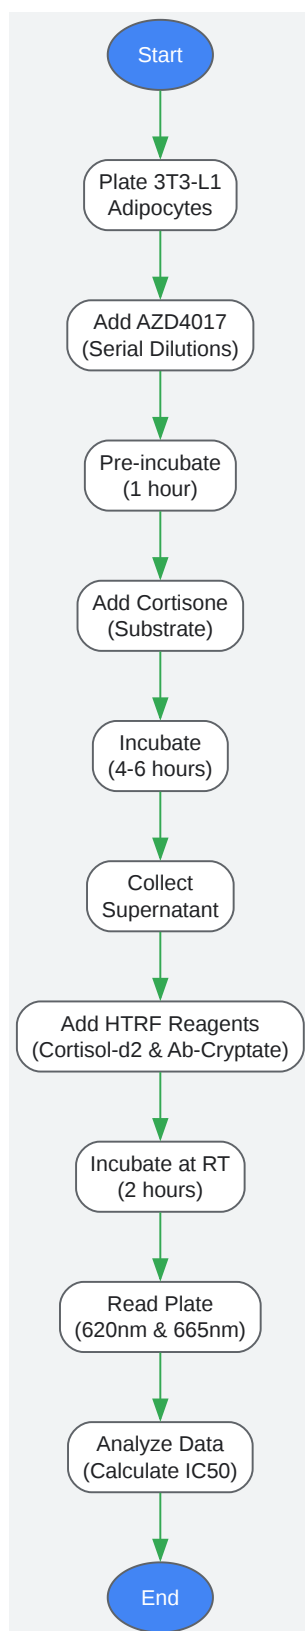 Start
Plate 3T3-L1
Adipocytes
Add AZD4017
(Serial Dilutions)
Pre-incubate
(1 hour)
Add Cortisone
(Substrate)
Incubate
(4-6 hours)
Collect
Supernatant
Add HTRF Reagents
(Cortisol-d2 & Ab-Cryptate)
Incubate at RT
(2 hours)
Read Plate
(620nm & 665nm)
Analyze Data
(Calculate IC50)
End